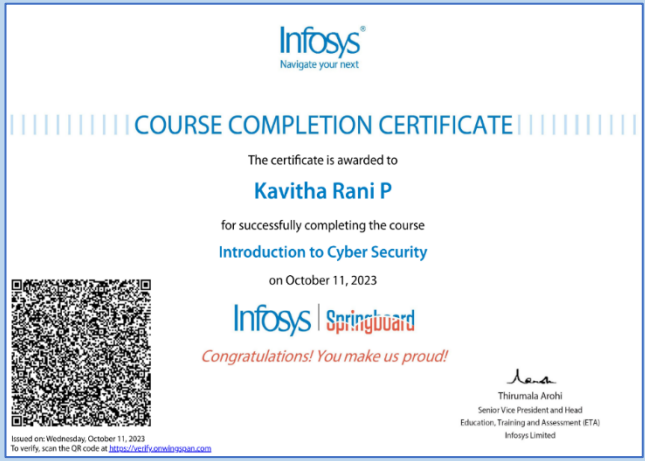 Infosys®
Navigate your next
COURSE COMPLETION CERTIFICATE
The certificate is awarded to
Kavitha Rani P
for successfully completing the course
Introduction to Cyber Security
on October 11, 2023
Infosys | Springboard
Congratulations! You make us proud!
Thirumala Arohi
Senior Vice President and Head
Education, Training and Assessment (ETA)
Infosys Limited
Issued on: Wednesday, October 11, 2023
To verify, scan the QR code at https://verify.onwingspan.com